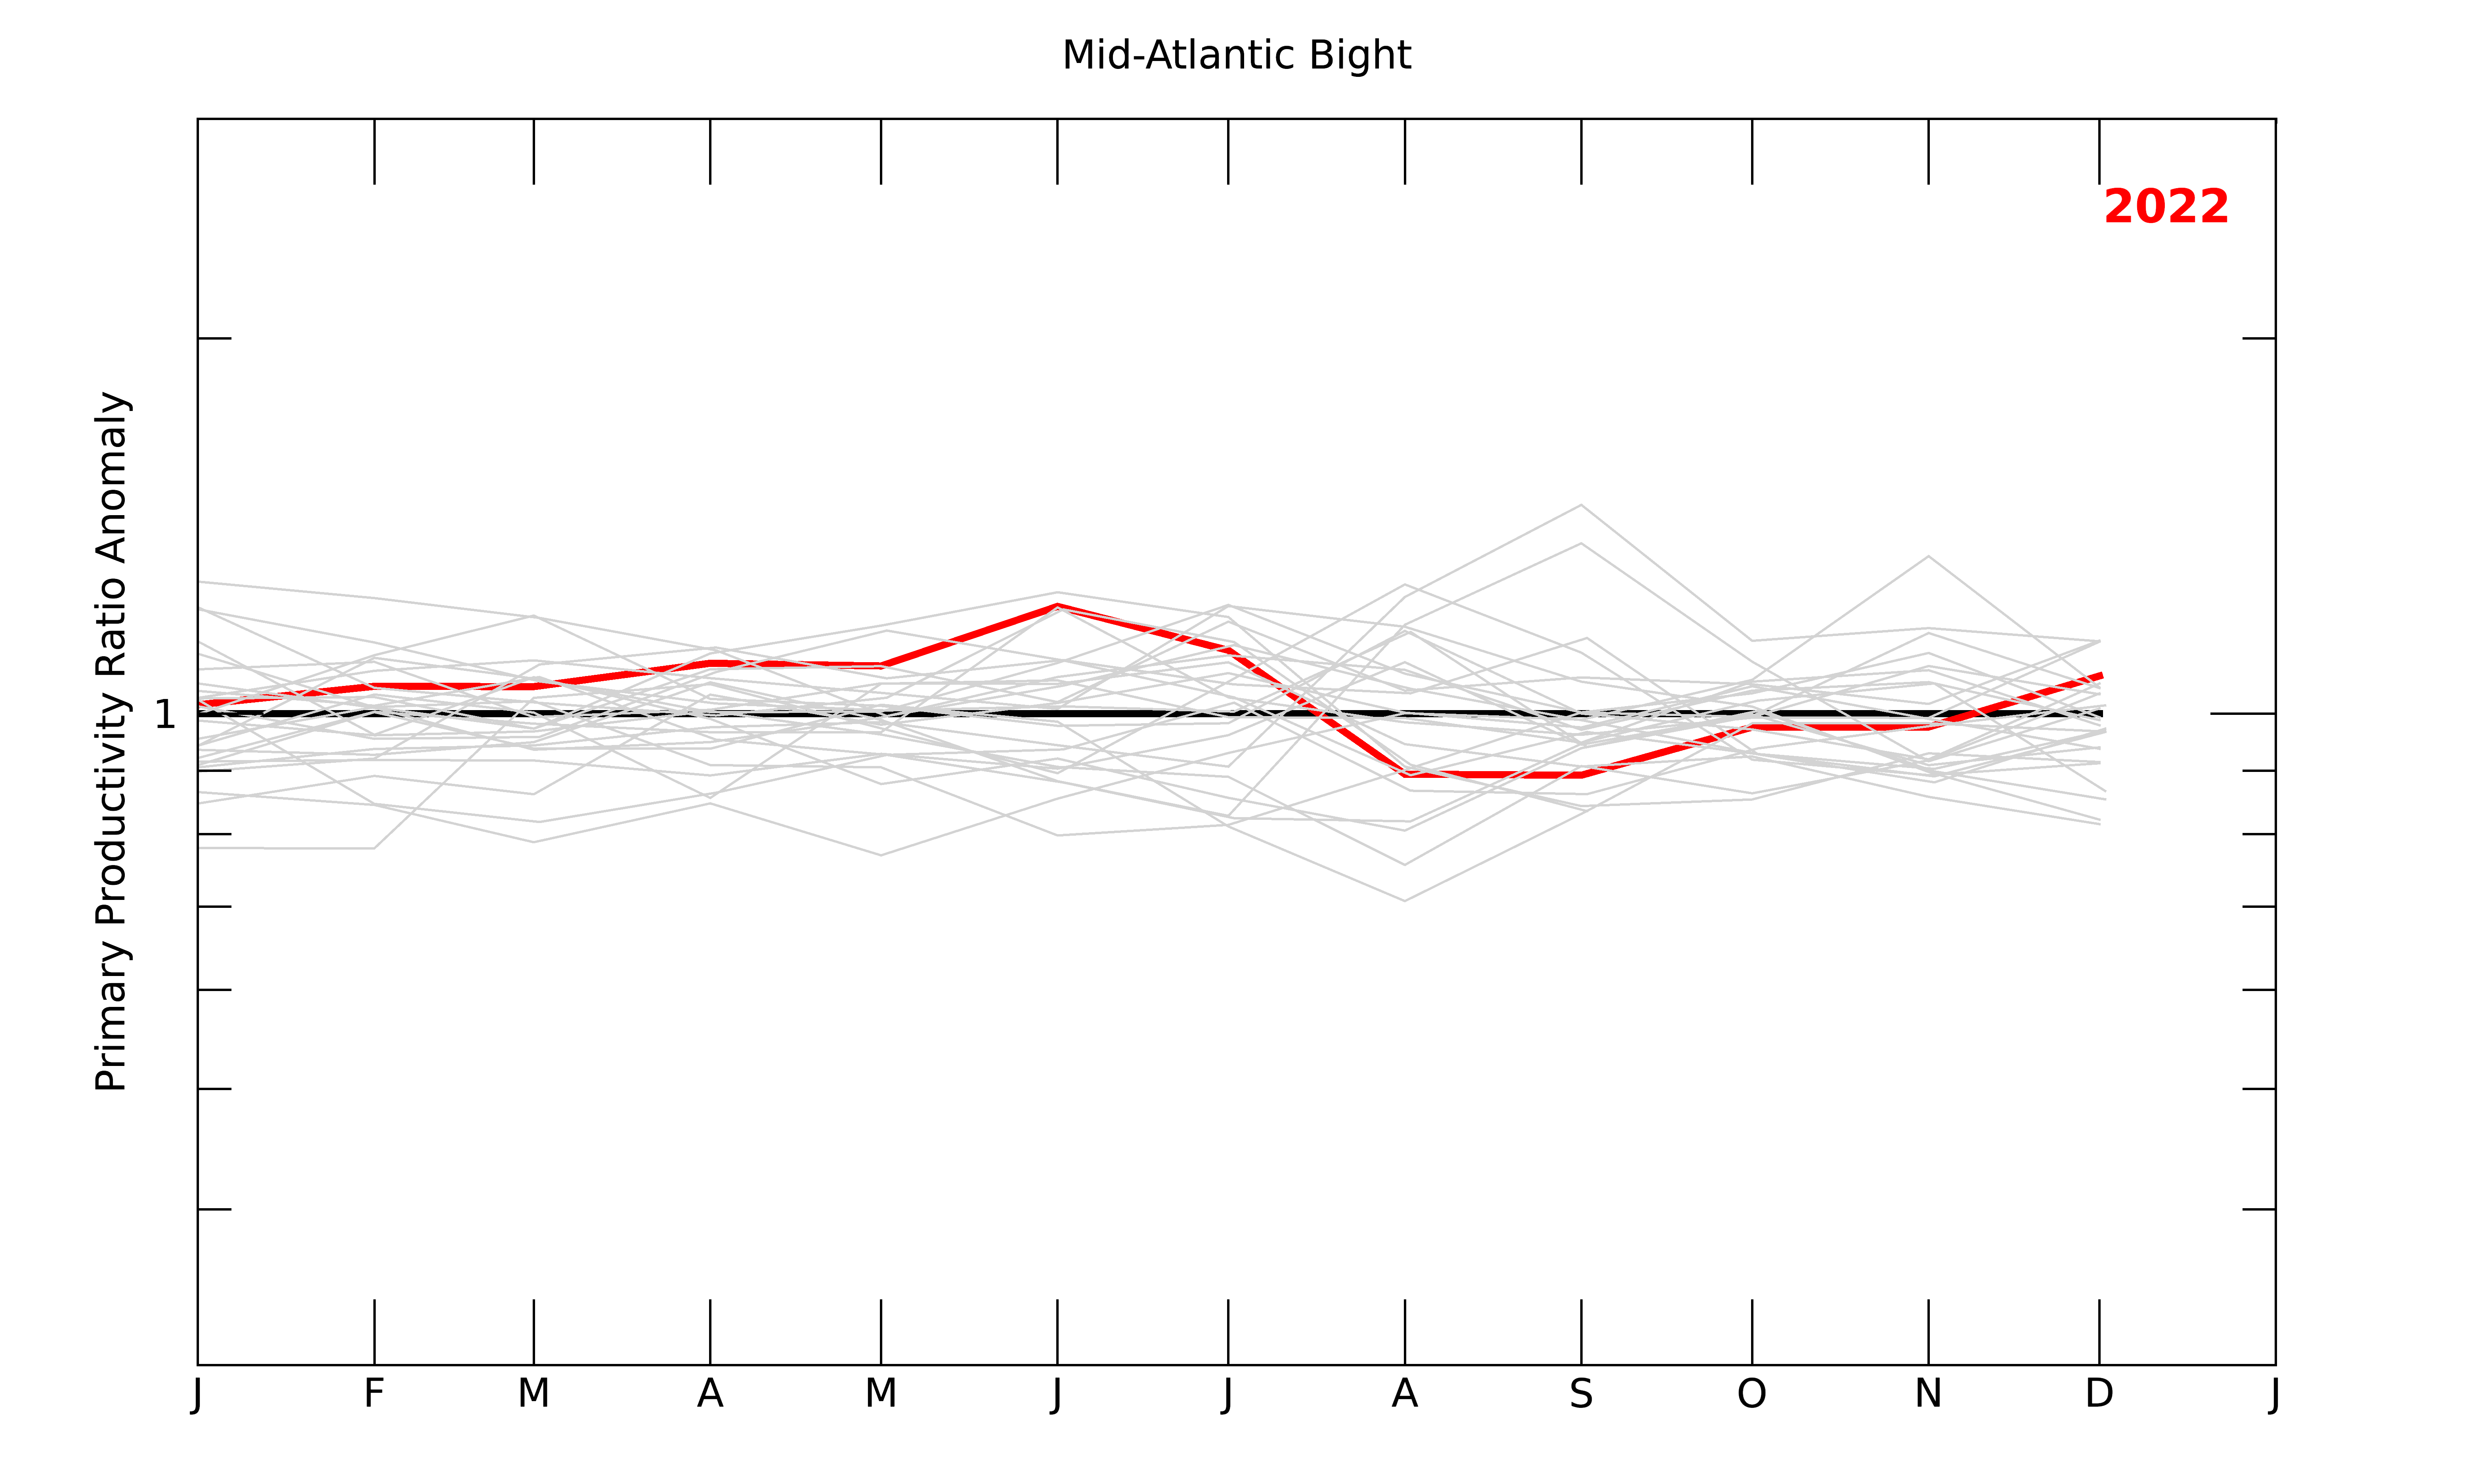 Mid-Atlantic Bight
2022
Primary Productivity Ratio Anomaly
1
J F M A M J J A S O N D J